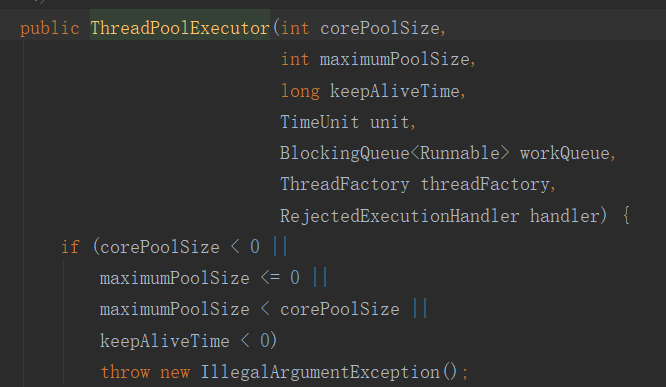 public ThreadPoolExecutor(int corePoolSize,
int maximumPoolSize,
long keepAliveTime,
TimeUnit unit,
BlockingQueue<Runnable> workQueue,
ThreadFactory threadFactory,
RejectedExecutionHandler handler) {
if (corePoolSize < 0 ||
maximumPoolSize <= 0 ||
maximumPoolSize < corePoolSize ||
keepAliveTime < 0)
throw new IllegalArgumentException();